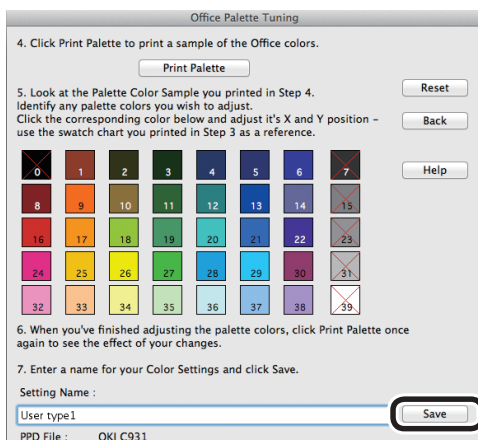 Office Palette Tuning
4. Click Print Palette to print a sample of the Office colors.
Print Palette
5. Look at the Palette Color Sample you printed in Step 4.
Identify any palette colors you wish to adjust.
Click the corresponding color below and adjust it's X and Y position –
use the swatch chart you printed in Step 3 as a reference.
Reset
Back
Help
0 1 2 3 4 5 6 7
8 9 10 11 12 13 14 15
16 17 18 19 20 21 22 23
24 25 26 27 28 29 30 31
32 33 34 35 36 37 38 39
6. When you've finished adjusting the palette colors, click Print Palette once
again to see the effect of your changes.
7. Enter a name for your Color Settings and click Save.
Setting Name :
User type1
Save
PPD File : OKI C931